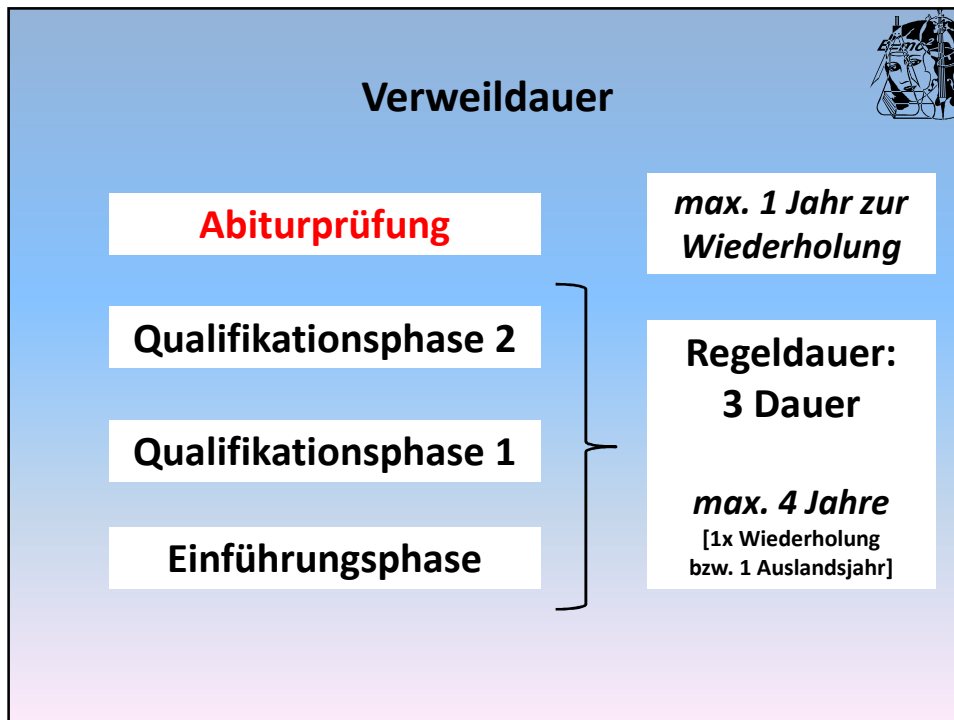 Verweildauer
Abiturprüfung
max. 1 Jahr zur
Wiederholung
Qualifikationsphase 2
Qualifikationsphase 1
Einführungsphase
Regeldauer:
3 Dauer
max. 4 Jahre
[1x Wiederholung
bzw. 1 Auslandsjahr]